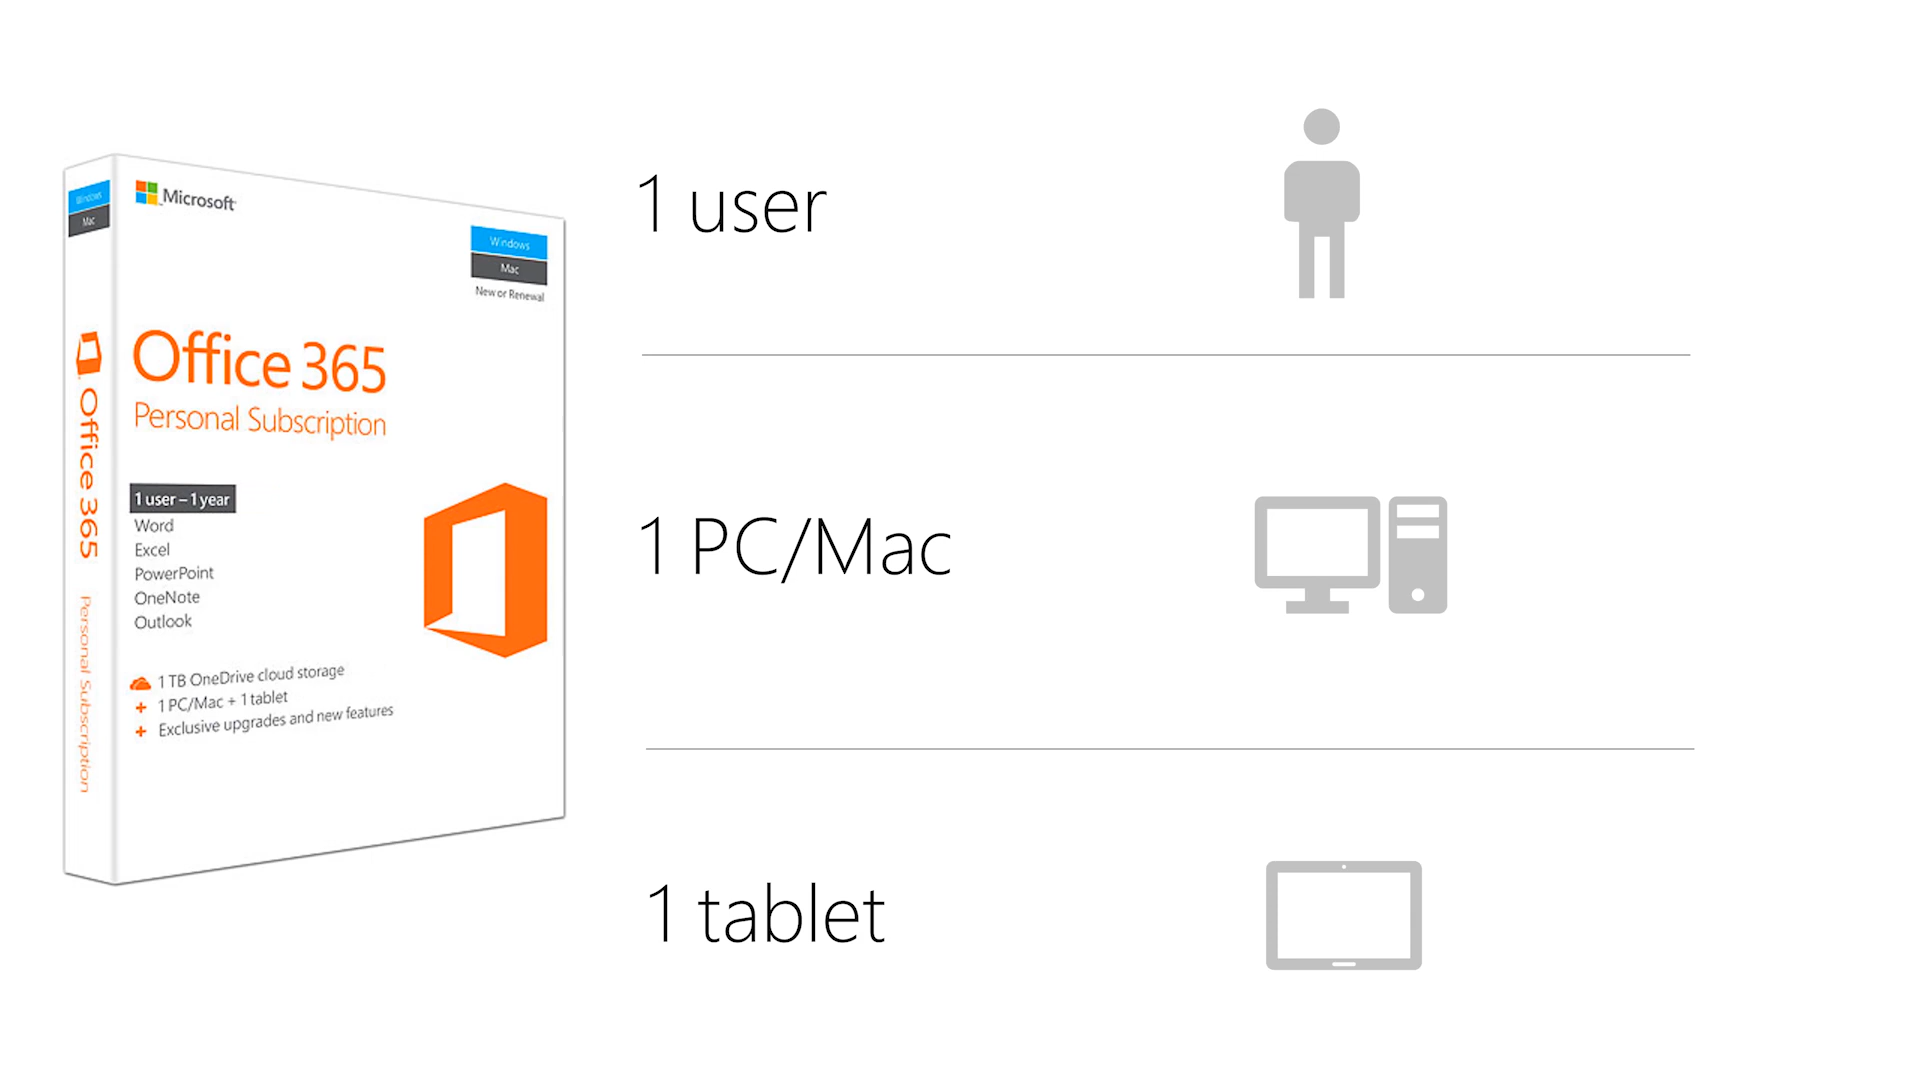 Windows
Mac
Office 365
Personal Subscription
Microsoft
Windows
Mac
New or Renewal
Office 365
Personal Subscription
1 user – 1 year
Word
Excel
PowerPoint
OneNote
Outlook
1 TB OneDrive cloud storage
+ 1 PC/Mac + 1 tablet
+ Exclusive upgrades and new features
1 user
1 PC/Mac
1 tablet